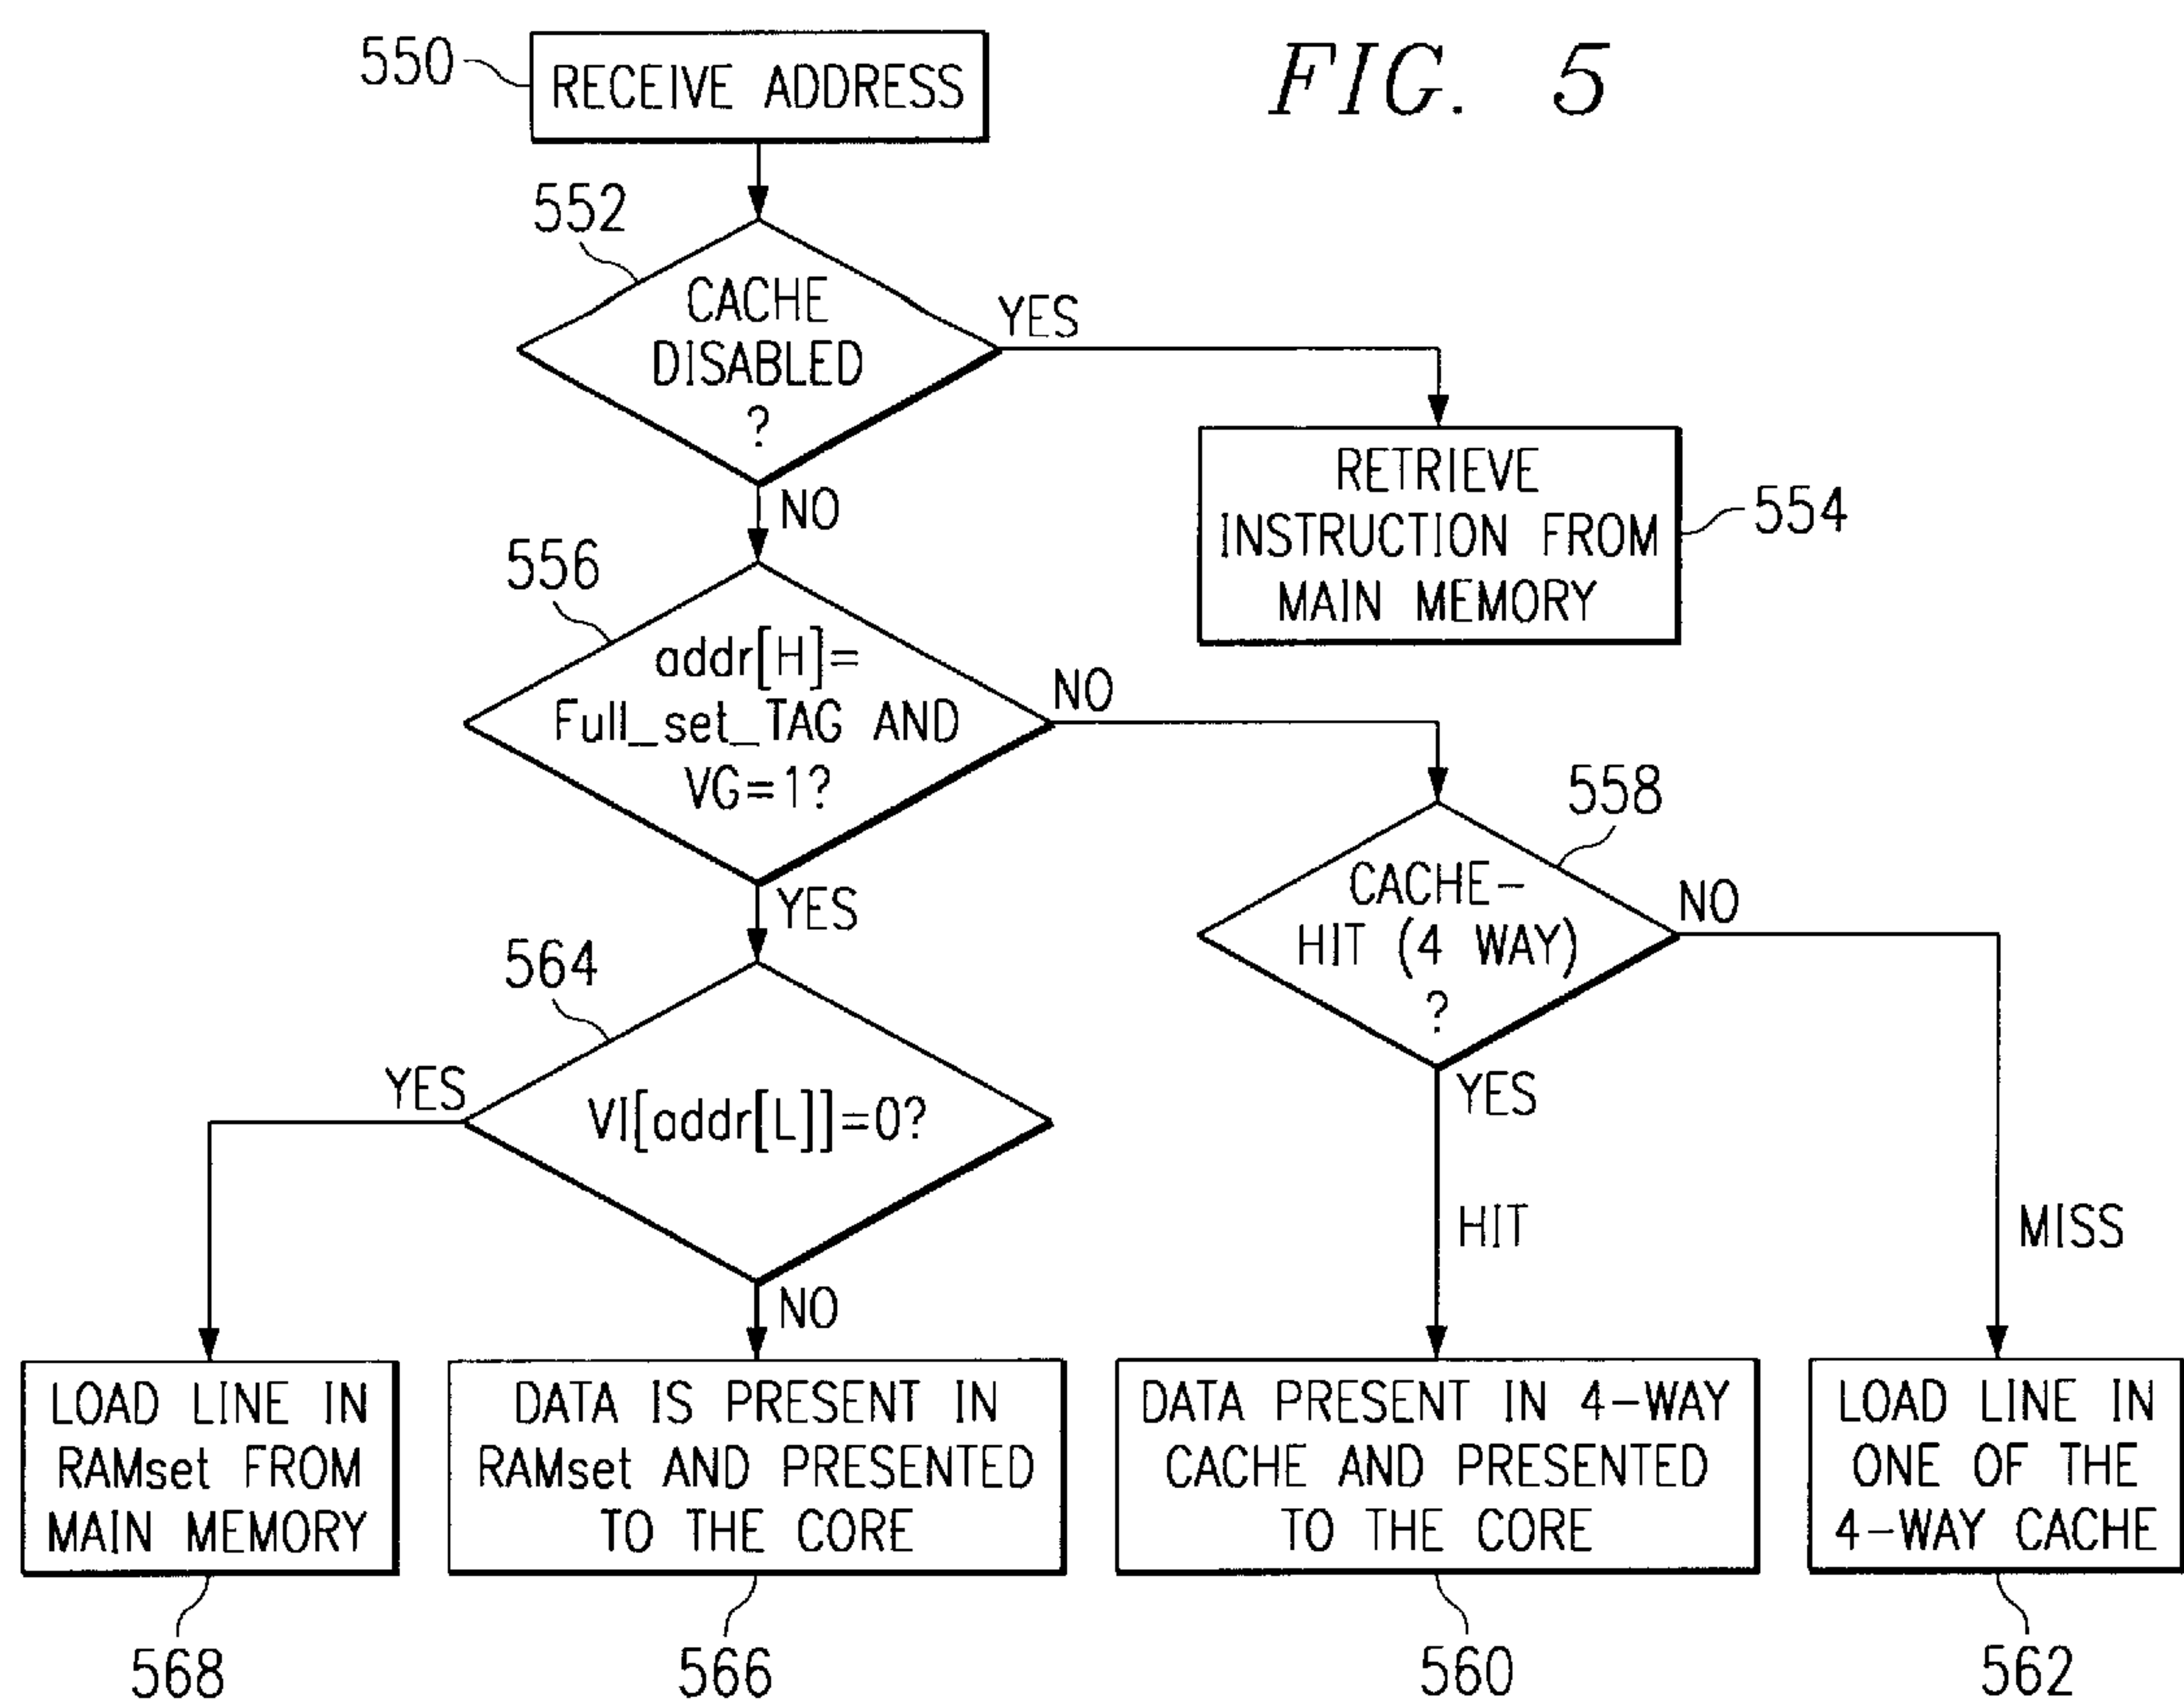 FIG. 5
550
RECEIVE ADDRESS
552
CACHE
DISABLED
?
YES
NO
RETRIEVE
INSTRUCTION FROM
MAIN MEMORY
554
556
addr[H]=
Full_set_TAG AND
VG=1?
NO
YES
558
CACHE-
HIT (4 WAY)
?
NO
YES
HIT
MISS
564
VI[addr[L]]=0?
YES
NO
LOAD LINE IN
RAMset FROM
MAIN MEMORY
568
DATA IS PRESENT IN
RAMset AND PRESENTED
TO THE CORE
566
DATA PRESENT IN 4-WAY
CACHE AND PRESENTED
TO THE CORE
560
LOAD LINE IN
ONE OF THE
4-WAY CACHE
562